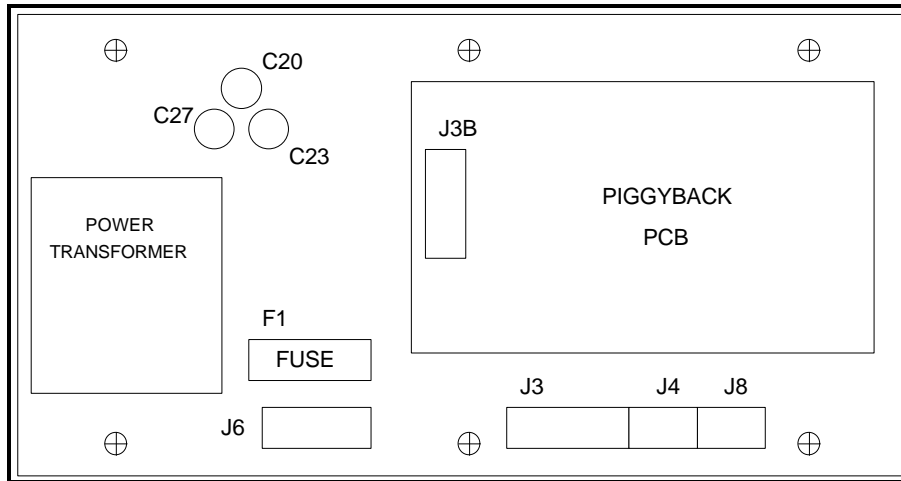 C20
C27
C23
J3B
PIGGYBACK
PCB
POWER
TRANSFORMER
F1
FUSE
J6
J3
J4
J8